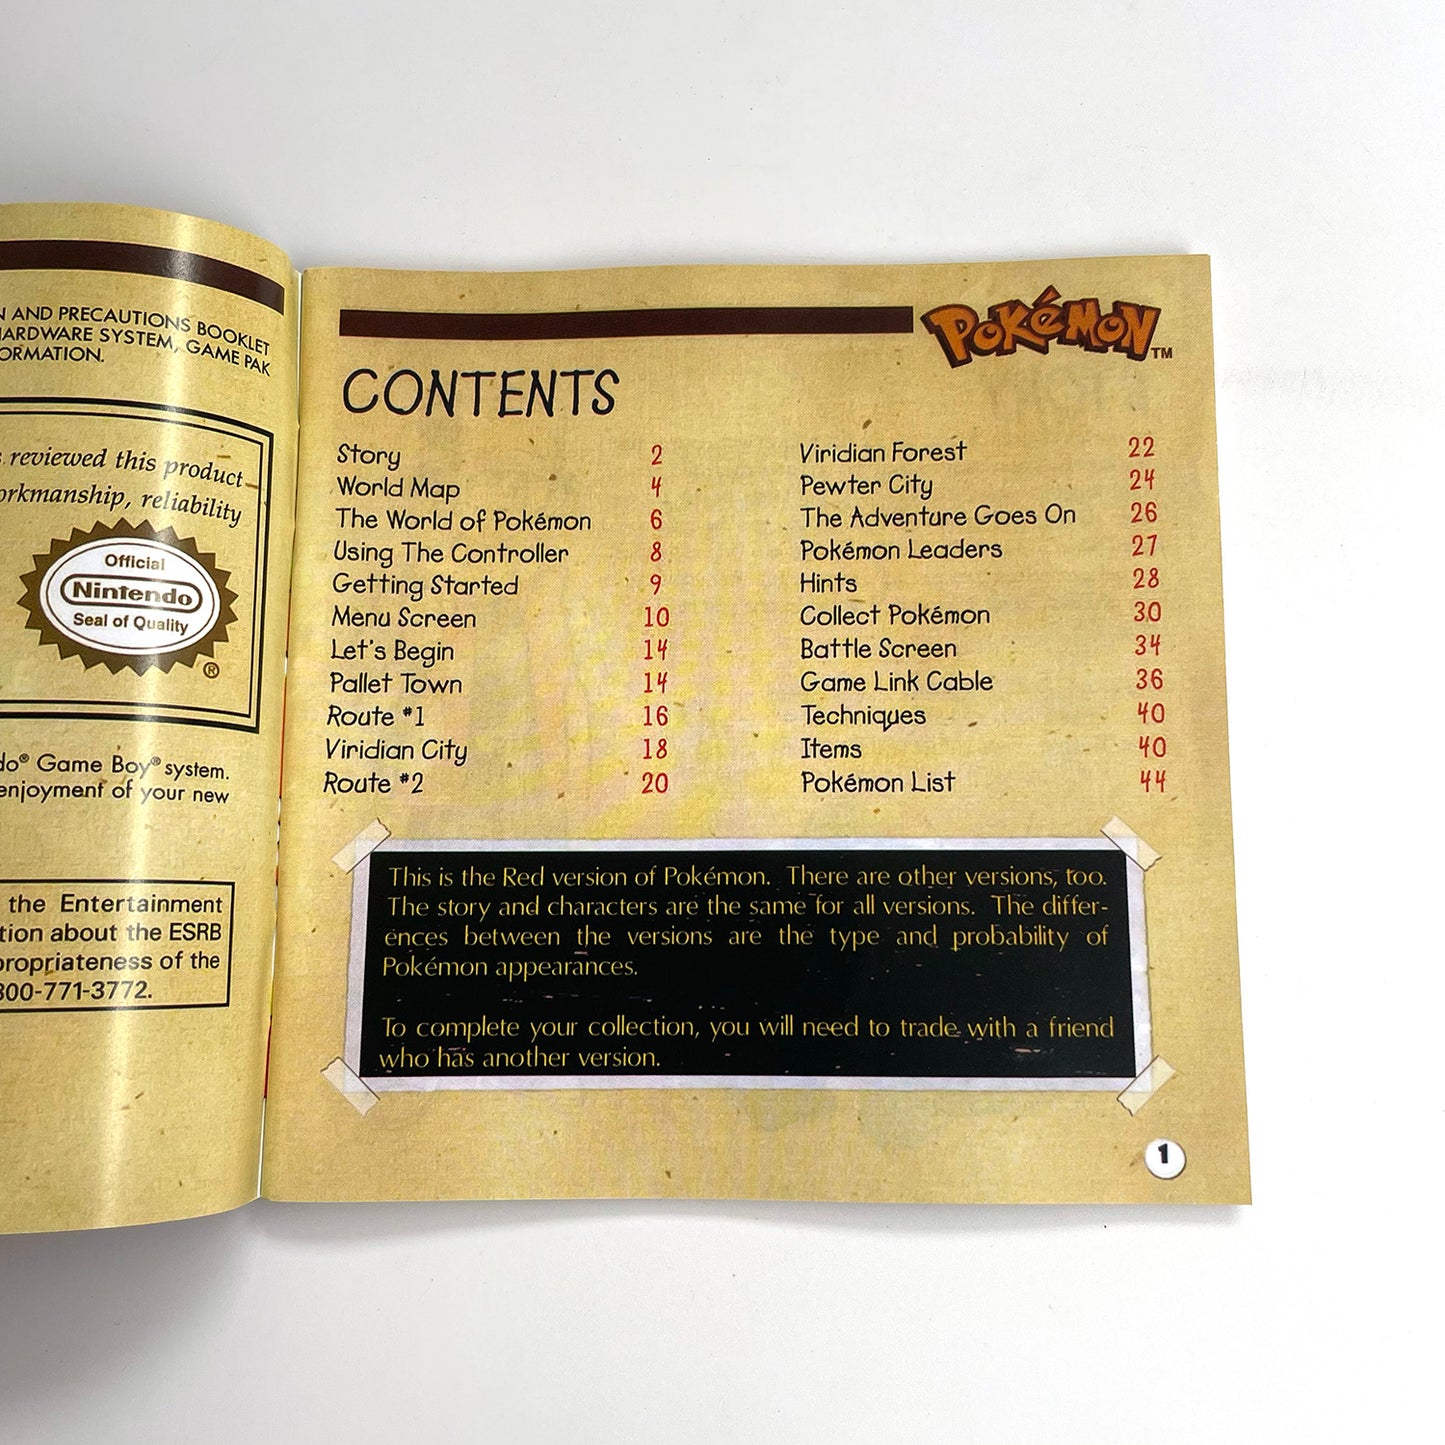 N AND PRECAUTIONS BOOKLET
HARDWARE SYSTEM, GAME PAK
ORMATION.
s reviewed this product
orkmanship, reliability
Official
Nintendo
Seal of Quality
®
do® Game Boy® system.
enjoyment of your new
the Entertainment
tion about the ESRB
propriateness of the
800-771-3772.
POKéMON™
CONTENTS
Story 2
World Map 4
The World of Pokémon 6
Using The Controller 8
Getting Started 9
Menu Screen 10
Let's Begin 14
Pallet Town 14
Route #1 16
Viridian City 18
Route #2 20
Viridian Forest 22
Pewter City 24
The Adventure Goes On 26
Pokémon Leaders 27
Hints 28
Collect Pokémon 30
Battle Screen 34
Game Link Cable 36
Techniques 40
Items 40
Pokémon List 44
This is the Red version of Pokémon. There are other versions, too.
The story and characters are the same for all versions. The differ-
ences between the versions are the type and probability of
Pokémon appearances.
To complete your collection, you will need to trade with a friend
who has another version.
1